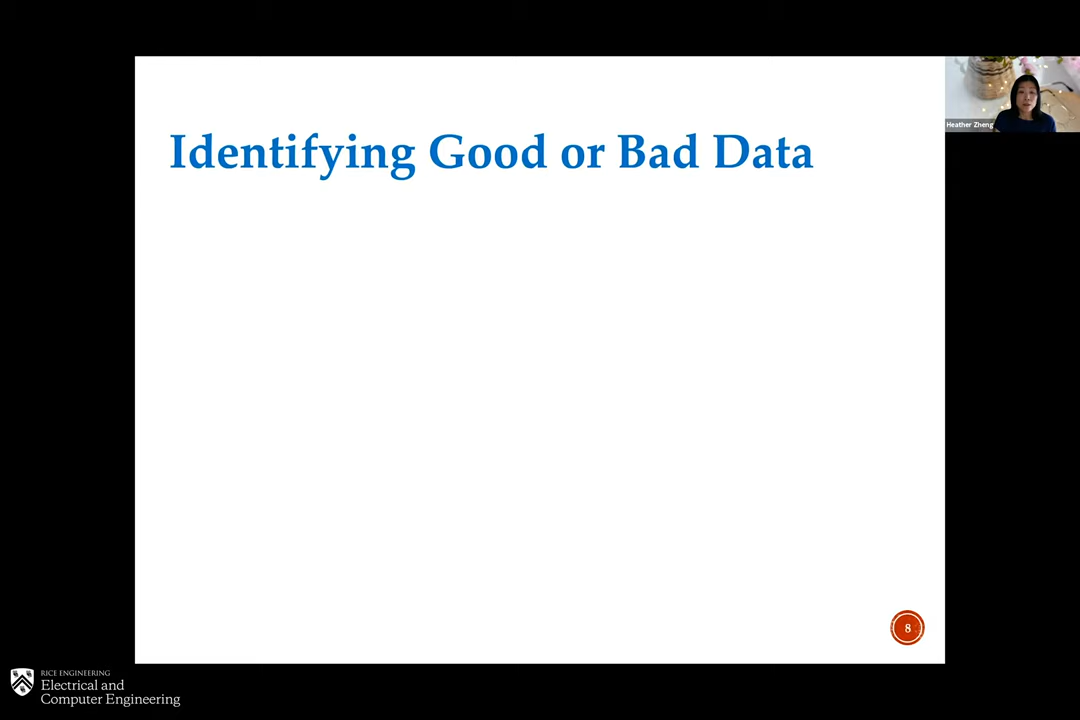 Identifying Good or Bad Data
Heather Zheng
8
RICE ENGINEERING
Electrical and
Computer Engineering